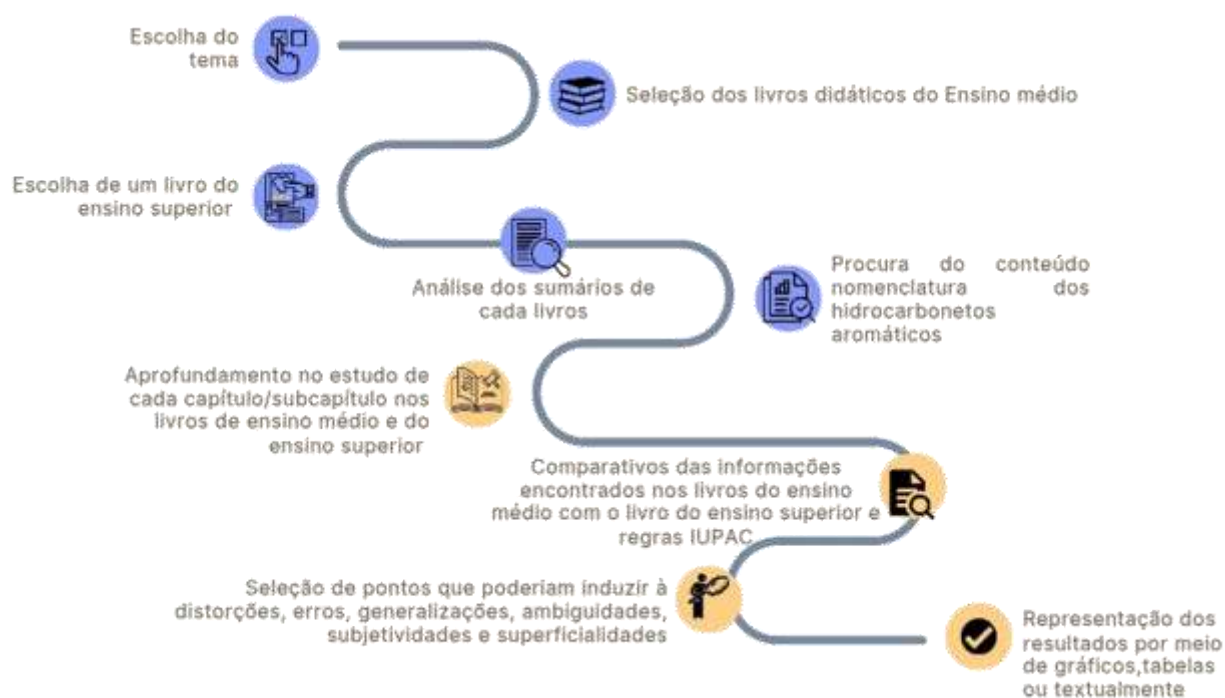 Escolha do
tema
Seleção dos livros didáticos do Ensino médio
Escolha de um livro do
ensino superior
Análise dos sumários de
cada livros
Procura do conteúdo
nomenclatura dos
hidrocarbonetos
aromáticos
Aprofundamento no estudo de
cada capítulo/subcapítulo nos
livros de ensino médio e do
ensino superior
Comparativos das informações
encontrados nos livros do ensino
médio com o livro do ensino superior e
regras IUPAC
Seleção de pontos que poderiam induzir à
distorções, erros, generalizações, ambiguidades,
subjetividades e superficialidades
Representação dos
resultados por meio
de gráficos,tabelas
ou textualmente